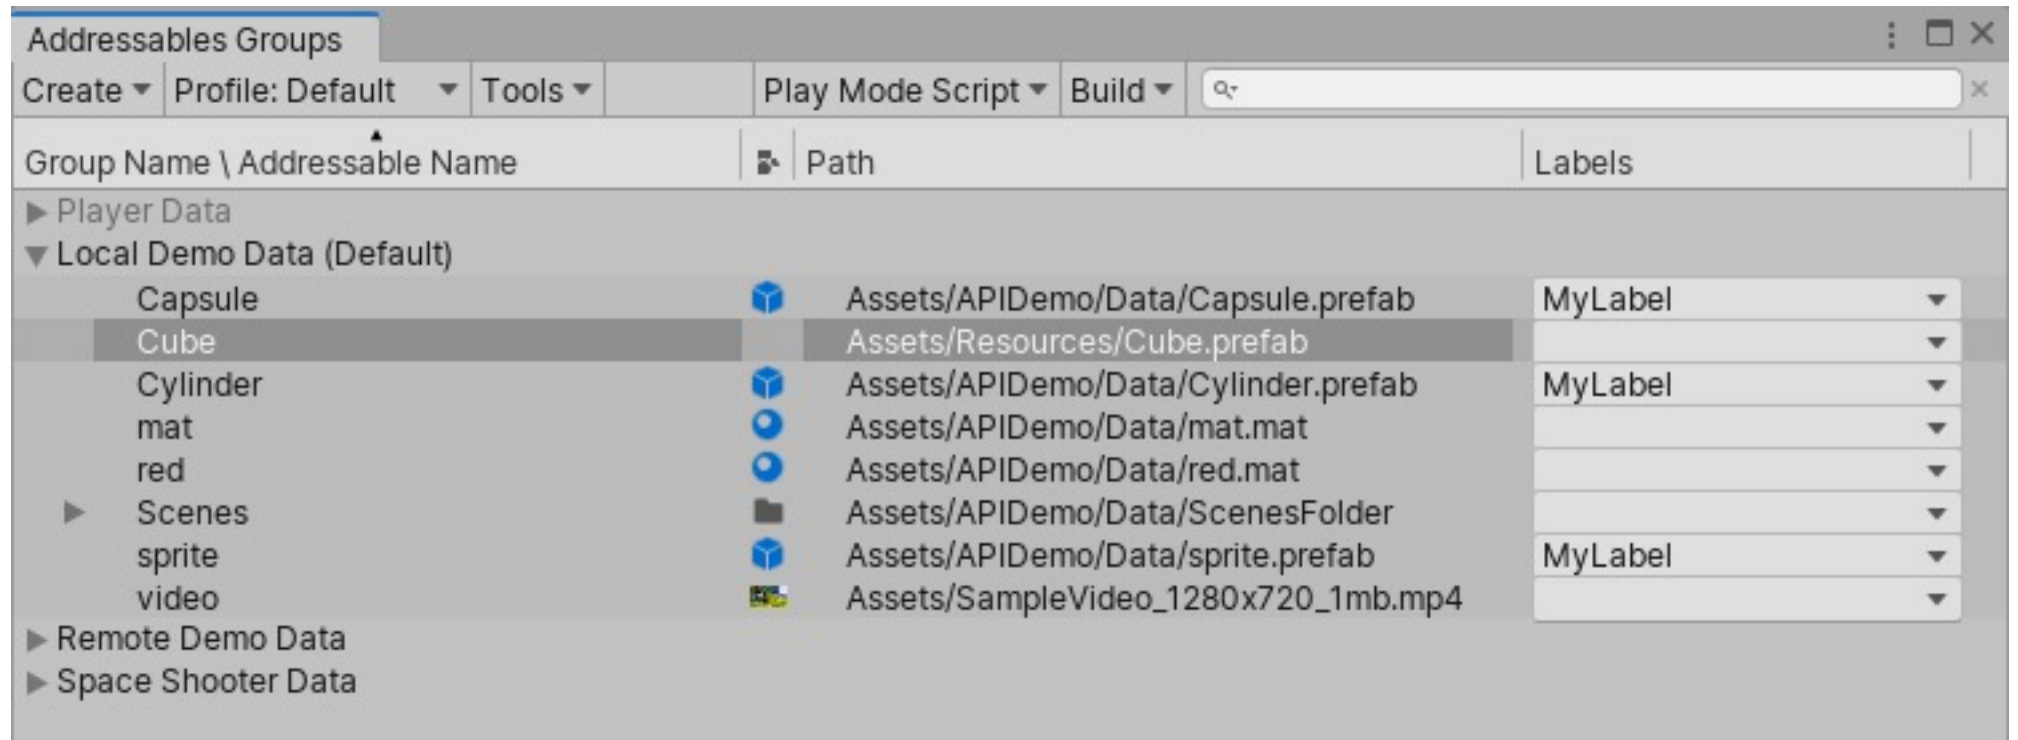 Addressables Groups
Create Profile: Default Tools Play Mode Script Build
Group Name \ Addressable Name Path Labels
Player Data
Local Demo Data (Default)
Capsule Assets/APIDemo/Data/Capsule.prefab MyLabel
Cube Assets/Resources/Cube.prefab
Cylinder Assets/APIDemo/Data/Cylinder.prefab MyLabel
mat Assets/APIDemo/Data/mat.mat
red Assets/APIDemo/Data/red.mat
Scenes Assets/APIDemo/Data/ScenesFolder
sprite Assets/APIDemo/Data/sprite.prefab MyLabel
video Assets/SampleVideo_1280x720_1mb.mp4
Remote Demo Data
Space Shooter Data